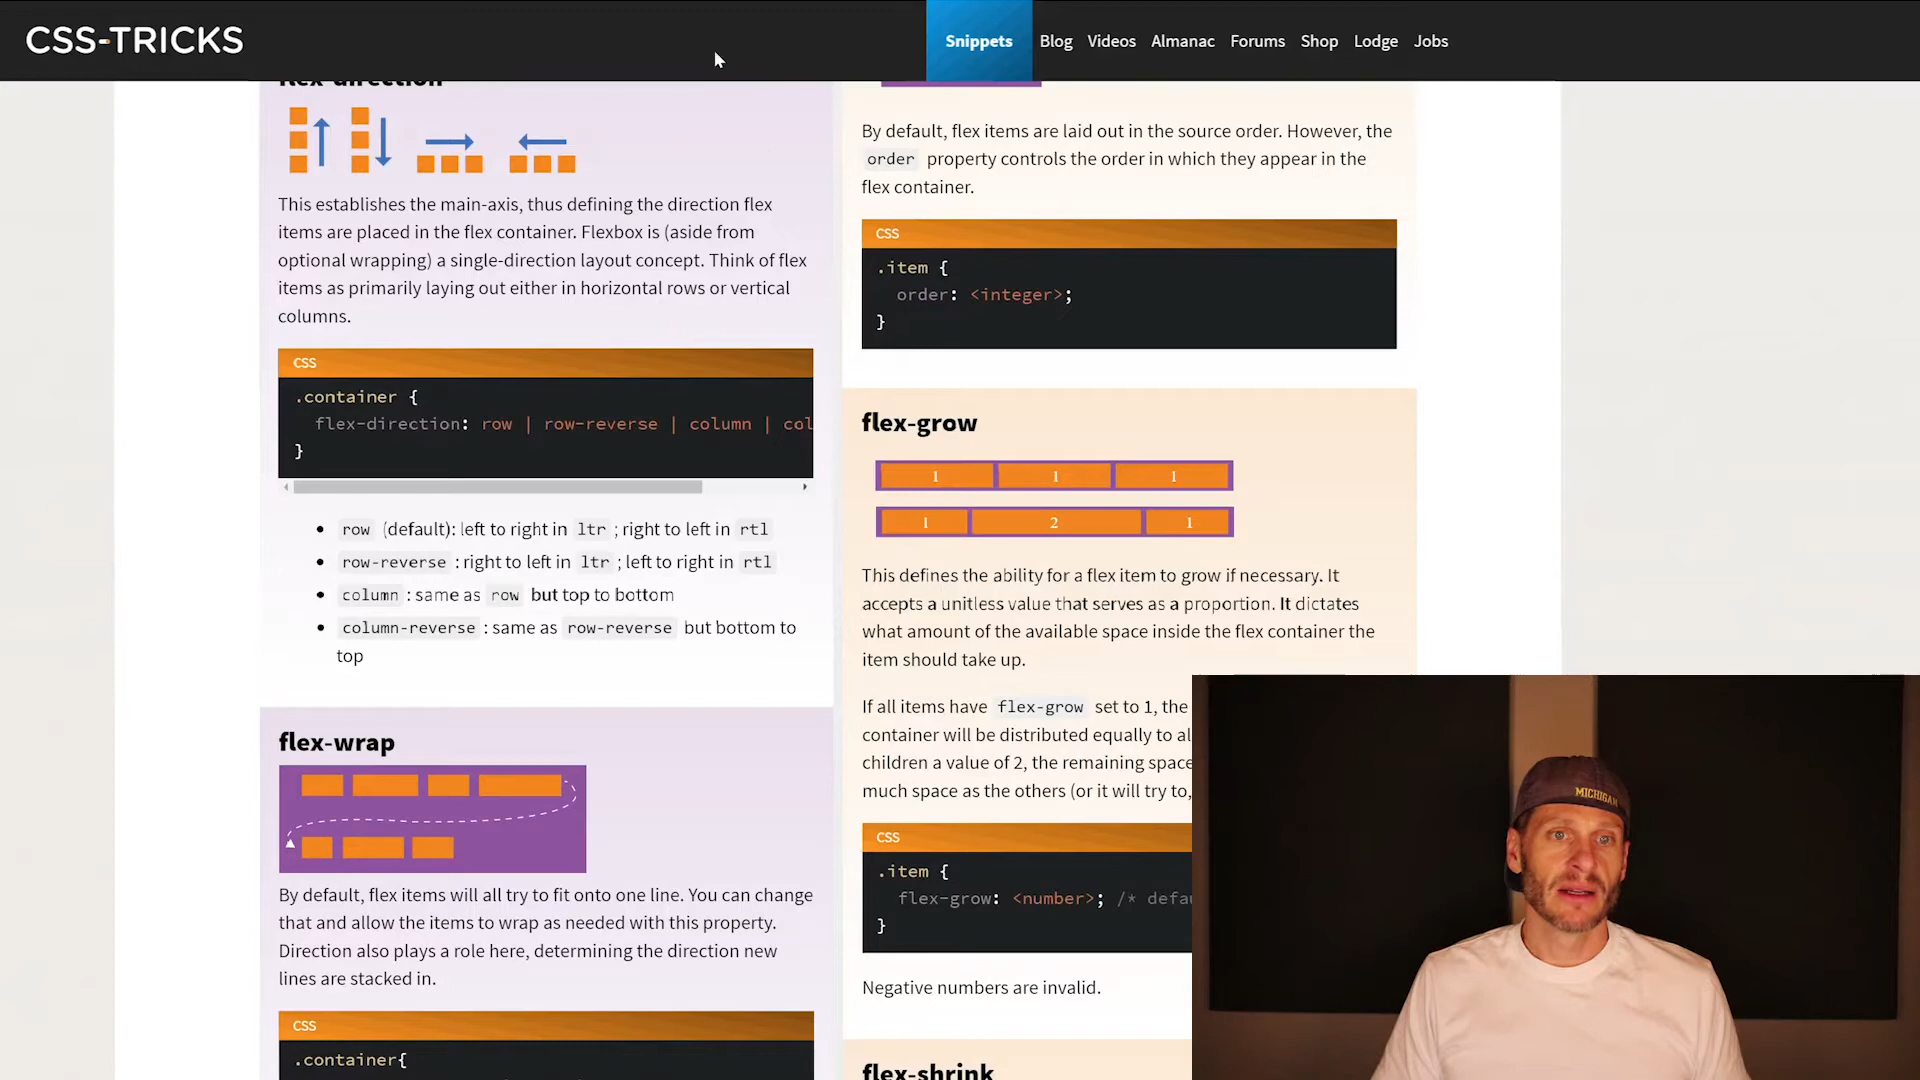 CSS-TRICKS
Snippets Blog Videos Almanac Forums Shop Lodge Jobs
flex-direction
This establishes the main-axis, thus defining the direction flex
items are placed in the flex container. Flexbox is (aside from
optional wrapping) a single-direction layout concept. Think of flex
items as primarily laying out either in horizontal rows or vertical
columns.
CSS
.container {
flex-direction: row | row-reverse | column | col
}
• row (default): left to right in ltr ; right to left in rtl
• row-reverse : right to left in ltr ; left to right in rtl
• column : same as row but top to bottom
• column-reverse : same as row-reverse but bottom to
top
flex-wrap
By default, flex items will all try to fit onto one line. You can change
that and allow the items to wrap as needed with this property.
Direction also plays a role here, determining the direction new
lines are stacked in.
CSS
.container{
By default, flex items are laid out in the source order. However, the
order property controls the order in which they appear in the
flex container.
CSS
.item {
order: <integer>;
}
flex-grow
1 1 1
1 2 1
This defines the ability for a flex item to grow if necessary. It
accepts a unitless value that serves as a proportion. It dictates
what amount of the available space inside the flex container the
item should take up.
If all items have flex-grow set to 1, the
container will be distributed equally to al
children a value of 2, the remaining space
much space as the others (or it will try to,
CSS
.item {
flex-grow: <number>; /* defau
}
Negative numbers are invalid.
flex-shrink
MICHIGAN